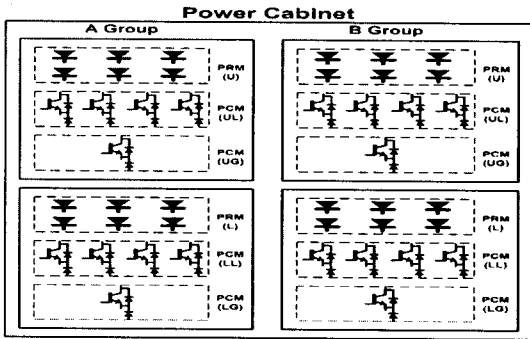 Power Cabinet
A Group
B Group
PRM
(U)
PCM
(UL)
PCM
(UG)
PRM
(U)
PCM
(UL)
PCM
(UG)
PRM
(L)
PCM
(LL)
PCM
(LG)
PRM
(L)
PCM
(LL)
PCM
(LG)